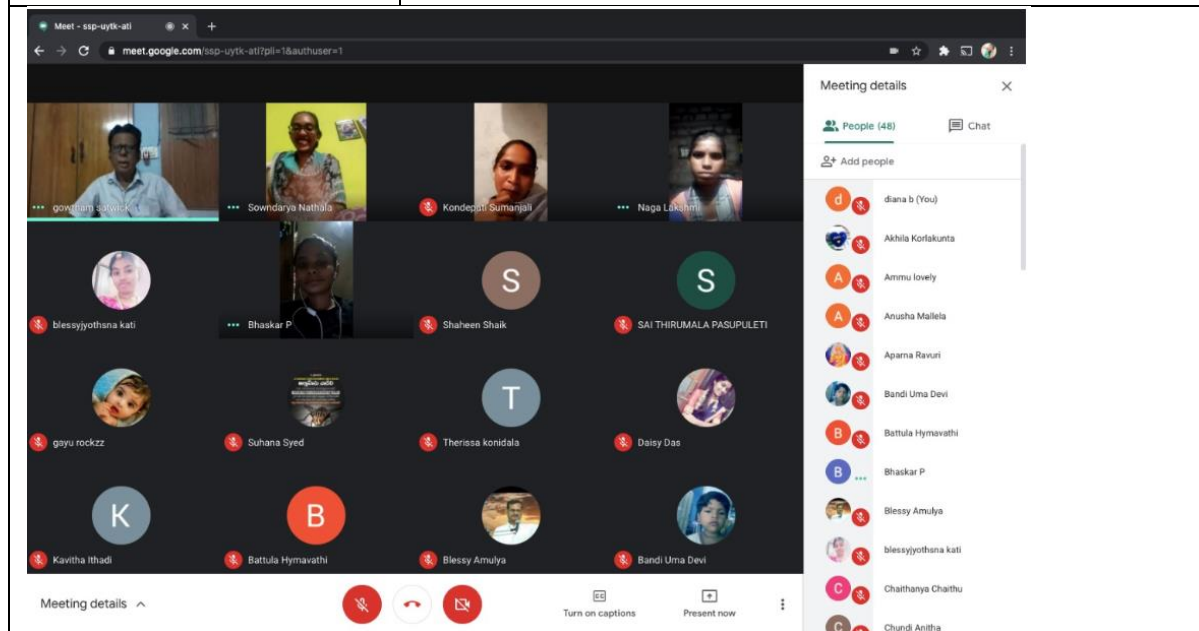 Meet - ssp-uytk-ati
meet.google.com/ssp-uytk-ati?pli=1&authuser=1
gowtham satwick
Sowndarya Nathala
Kondepati Sumanjali
Naga Lakshmi
blessyjyothsna kati
Bhaskar P
S
Shaheen Shaik
S
SAI THIRUMALA PASUPULETI
gayu rockzz
Suhana Syed
T
Therissa konidala
Daisy Das
K
Kavitha Ithadi
B
Battula Hymavathi
Blessy Amulya
Bandi Uma Devi
Meeting details
CC
Turn on captions
Present now
Meeting details
People (48)
Chat
Add people
d diana b (You)
Akhila Korlakunta
A Ammu lovely
A Anusha Mallela
Aparna Ravuri
Bandi Uma Devi
B Battula Hymavathi
B Bhaskar P
Blessy Amulya
blessyjyothsna kati
C Chaithanya Chaithu
C Chundi Anitha